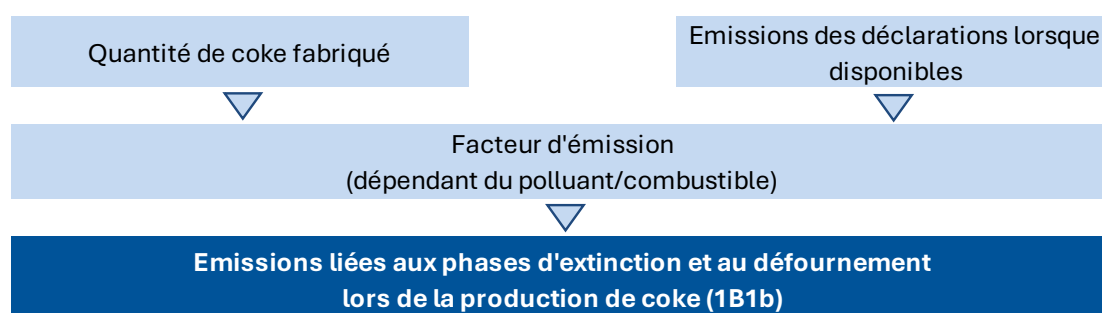 Quantité de coke fabriqué
Emissions des déclarations lorsque
disponibles
Facteur d'émission
(dépendant du polluant/combustible)
Emissions liées aux phases d'extinction et au défournement
lors de la production de coke (1B1b)